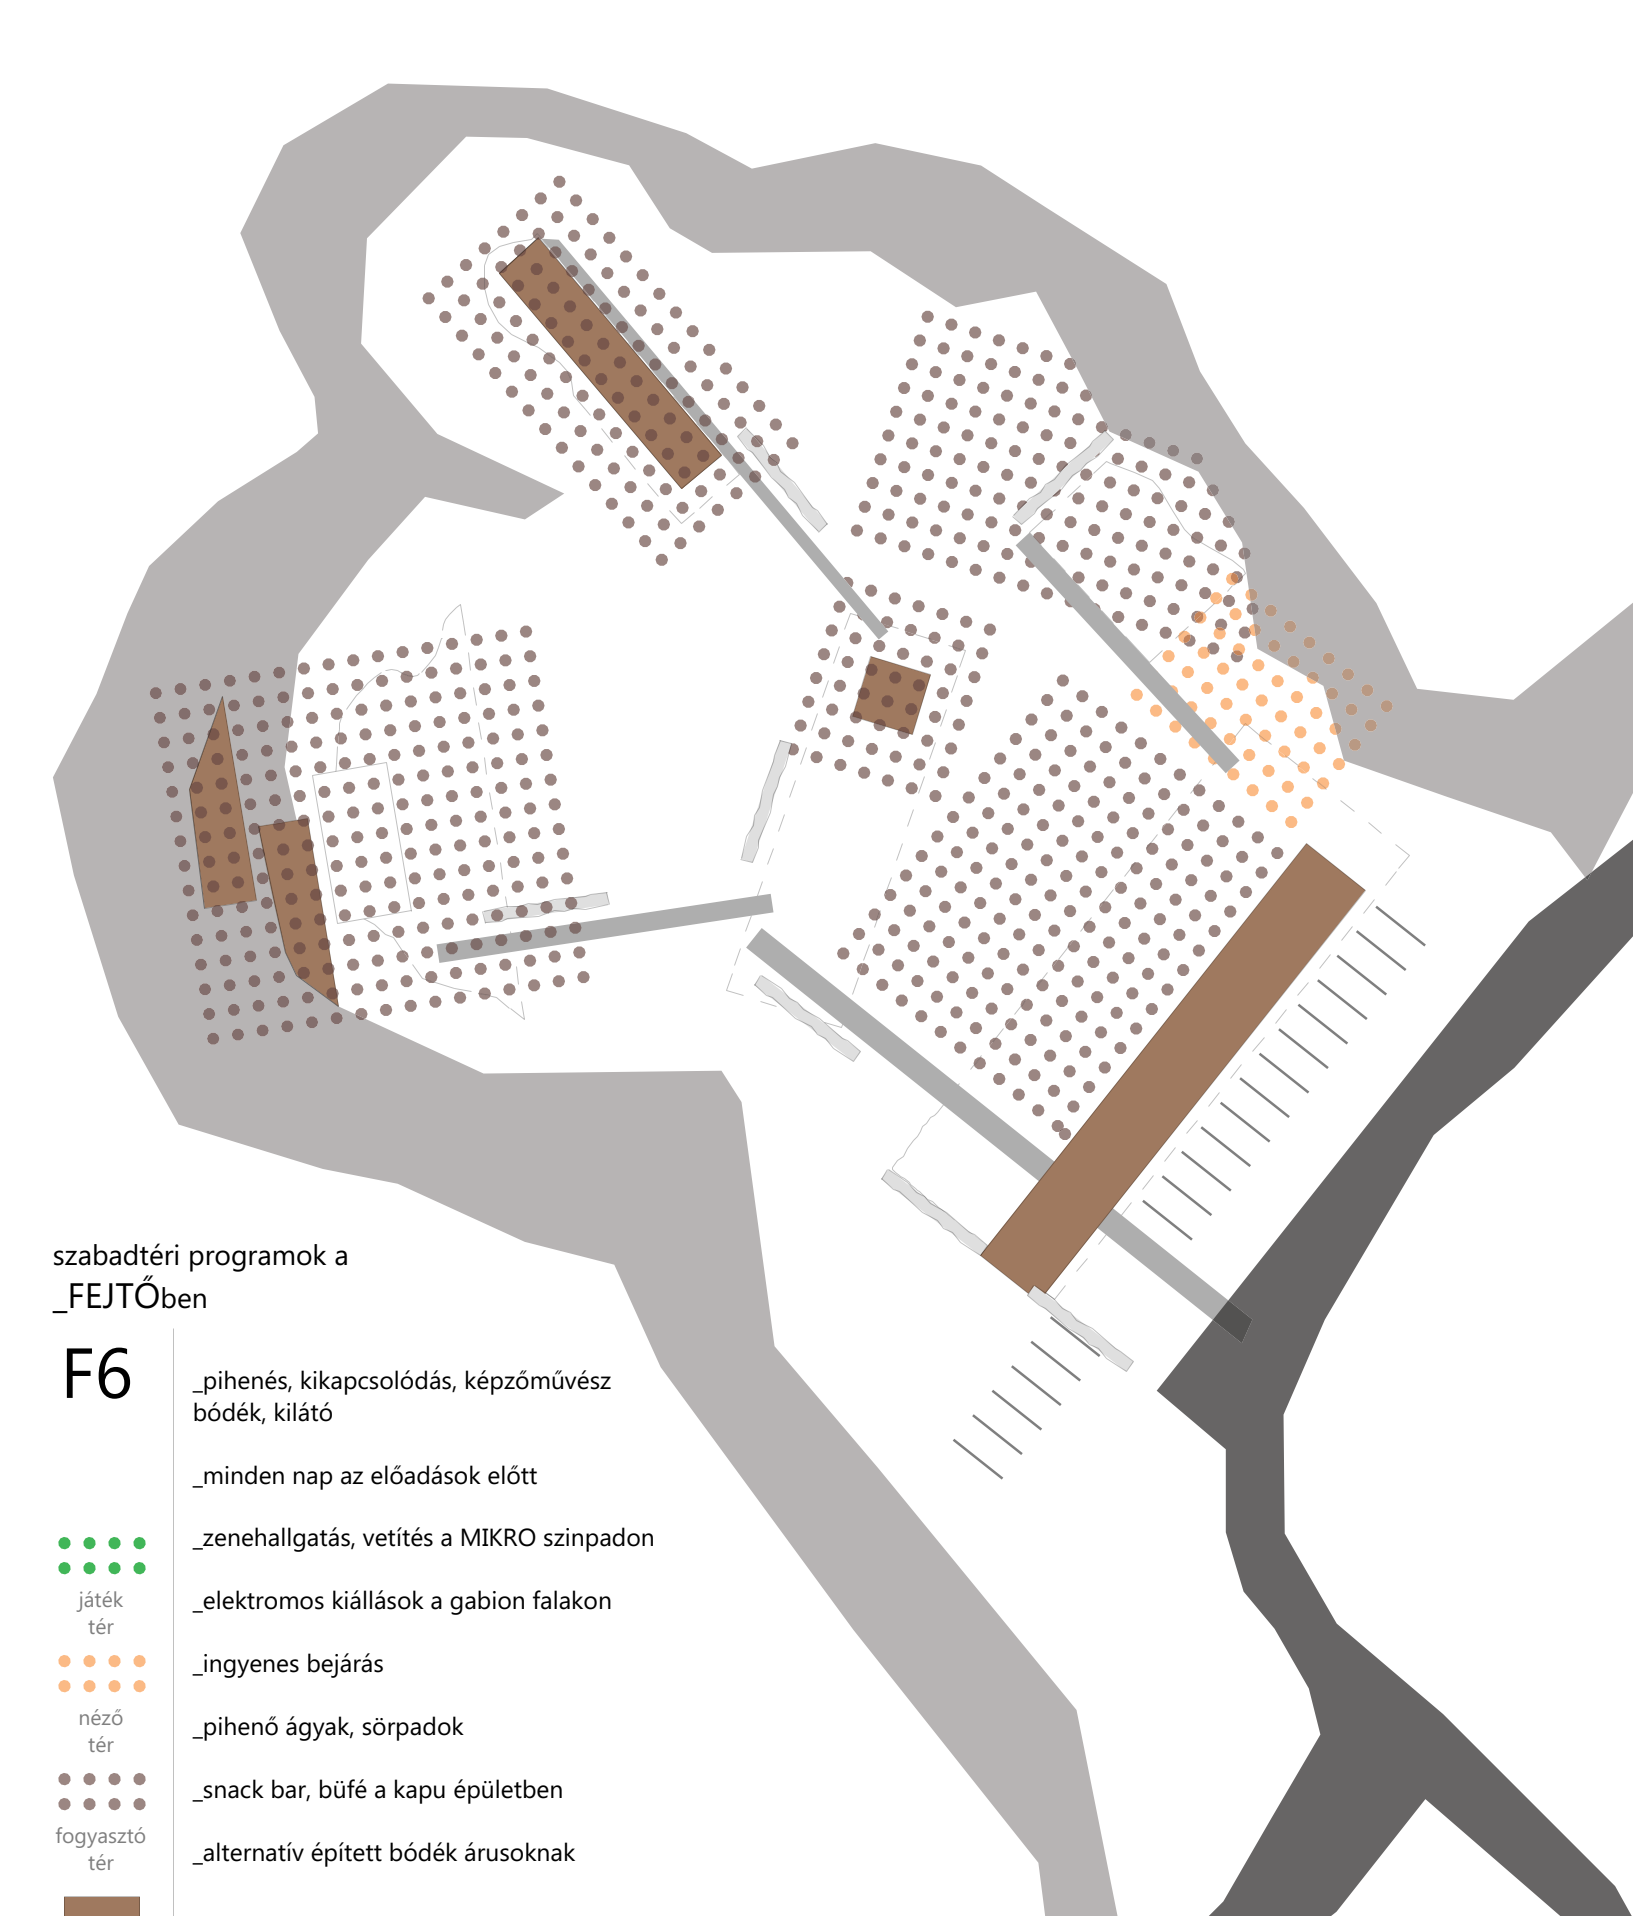 szabadtéri programok a
_FEJTŐben
F6
_pihenés, kikapcsolódás, képzőművész
bódék, kilátó
_minden nap az előadások előtt
_zenehallgatás, vetítés a MIKRO szinpadon
_elektromos kiállások a gabion falakon
_ingyenes bejárás
_pihenő ágyak, sörpadok
_snack bar, büfé a kapu épületben
_alternatív épített bódék árusoknak
játék
tér
néző
tér
fogyasztó
tér